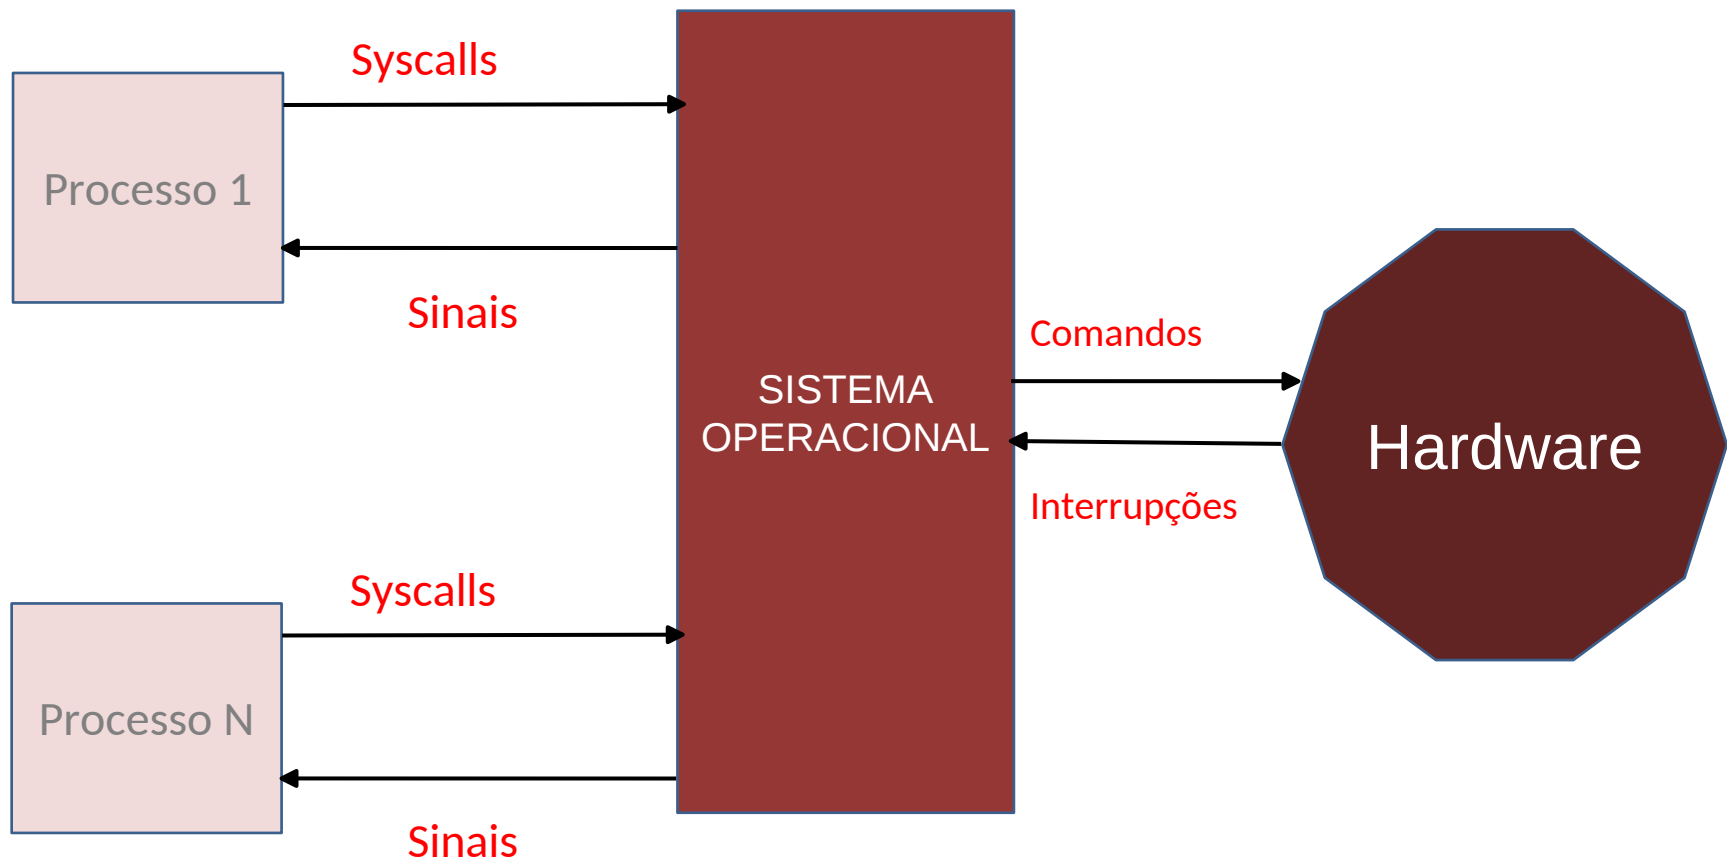 Syscalls
Processo 1
Sinais
SISTEMA
OPERACIONAL
Comandos
Interrupções
Hardware
Syscalls
Processo N
Sinais